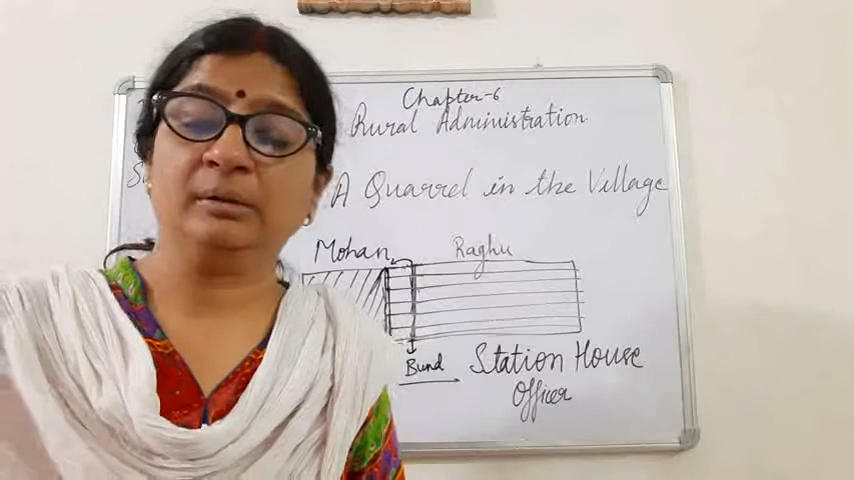 Chapter-6
Rural Administration
A Quarrel in the Village
Mohan Raghu
Bund
Station House
Officer